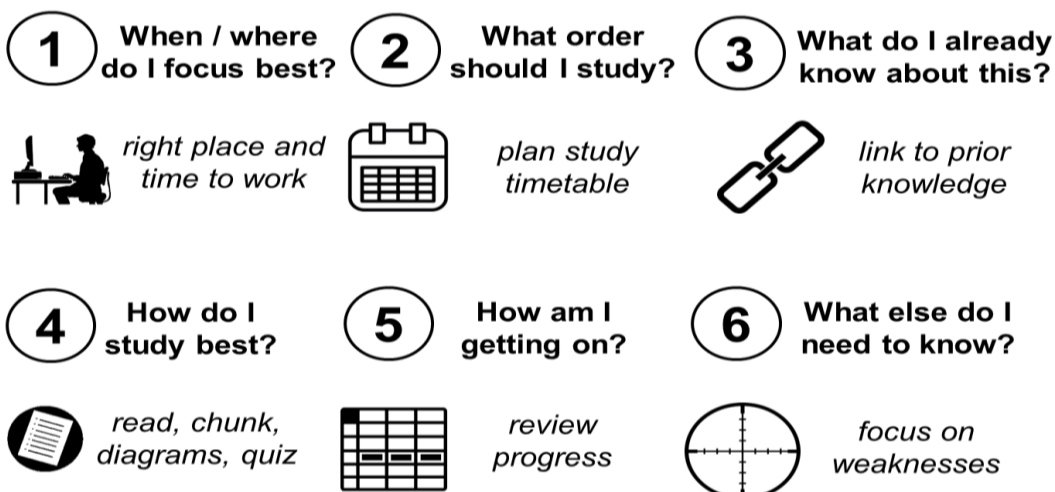 1
When / where
do I focus best?
right place and
time to work
2
What order
should I study?
plan study
timetable
3
What do I already
know about this?
link to prior
knowledge
4
How do I
study best?
read, chunk,
diagrams, quiz
5
How am I
getting on?
review
progress
6
What else do I
need to know?
focus on
weaknesses